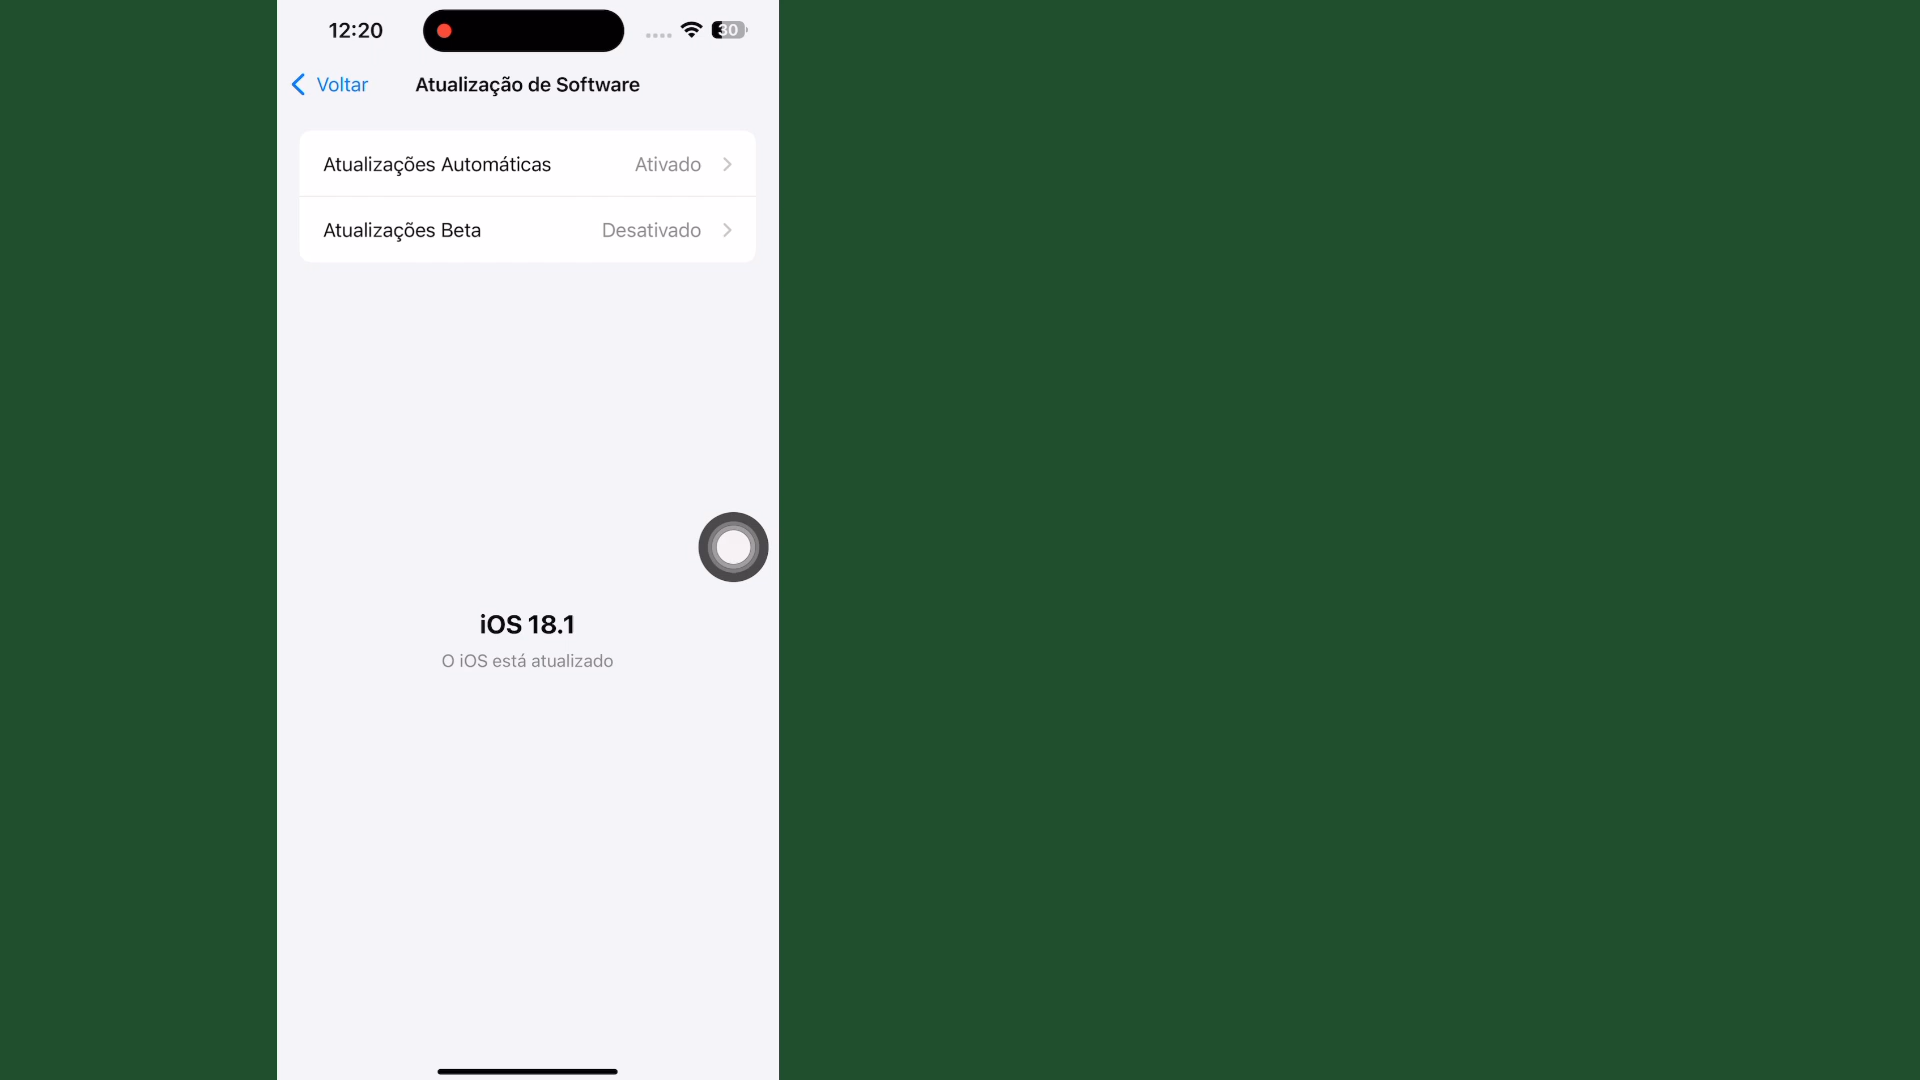 12:20
30
Voltar
Atualização de Software
Atualizações Automáticas
Ativado
Atualizações Beta
Desativado
iOS 18.1
O iOS está atualizado